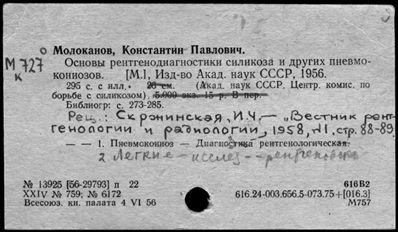 Молоканов, Константин Павлович.
М 727
к
Основы рентгенодиагностики силикоза и других пневмо-
кониозов. [М.], Изд-во Акад. наук СССР, 1956.
295 с. с илл. 26 см. (Акад. наук СССР. Центр. комис. по
борьбе с силикозом). 5.000 экз. 15 р. В пер.
Библиогр: с. 273-285.
Рец.: Скржинская, И.Ч. — "Вестник рент-
генологии и радиологии", 1958, №1, стр. 88-89.
— — 1. Пневмокониоз — Диагностика рентгенологическая.
2. Легкие — исслед. — рентгеновск
№ 13925 [56-29793] п 22
616В2
XXIV № 759; № 6172
616.24-003.656.5-073.75+[016.3]
Всесоюз. кн. палата 4 VI 56
М757